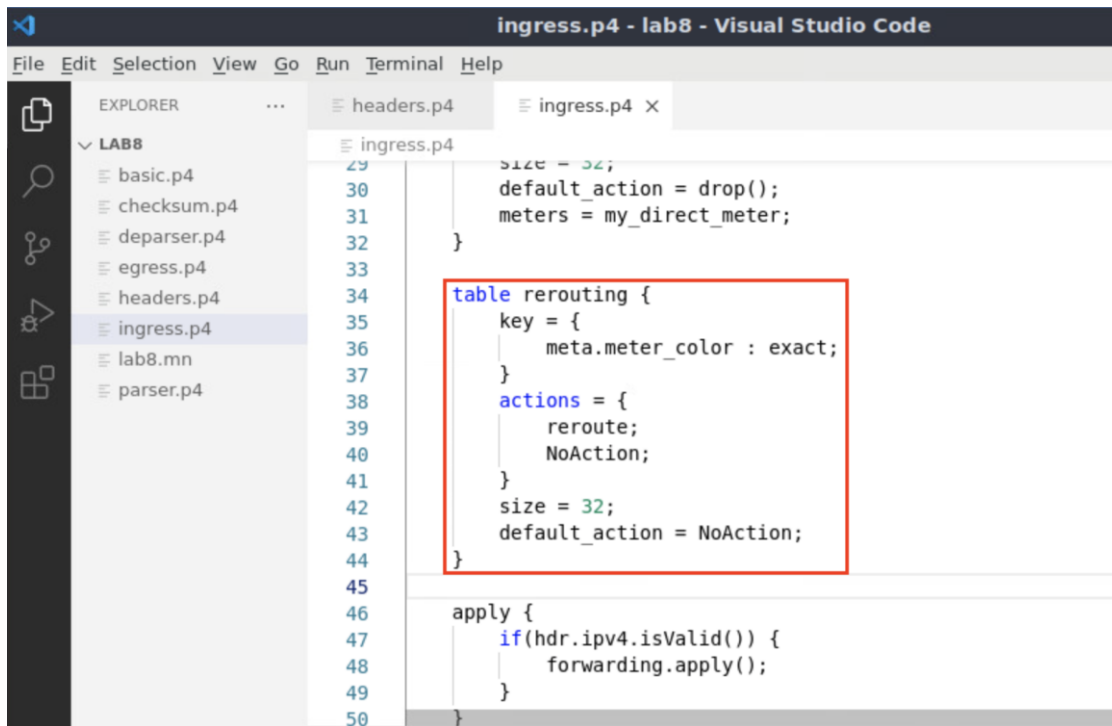 ingress.p4 - lab8 - Visual Studio Code
File Edit Selection View Go Run Terminal Help
EXPLORER ...
headers.p4
ingress.p4 ×
LAB8
basic.p4
checksum.p4
deparser.p4
egress.p4
headers.p4
ingress.p4
lab8.mn
parser.p4
ingress.p4
29 size = 32;
30 default_action = drop();
31 meters = my_direct_meter;
32 }
33
34 table rerouting {
35 key = {
36 meta.meter_color : exact;
37 }
38 actions = {
39 reroute;
40 NoAction;
41 }
42 size = 32;
43 default_action = NoAction;
44 }
45
46 apply {
47 if(hdr.ipv4.isValid()) {
48 forwarding.apply();
49 }
50 }